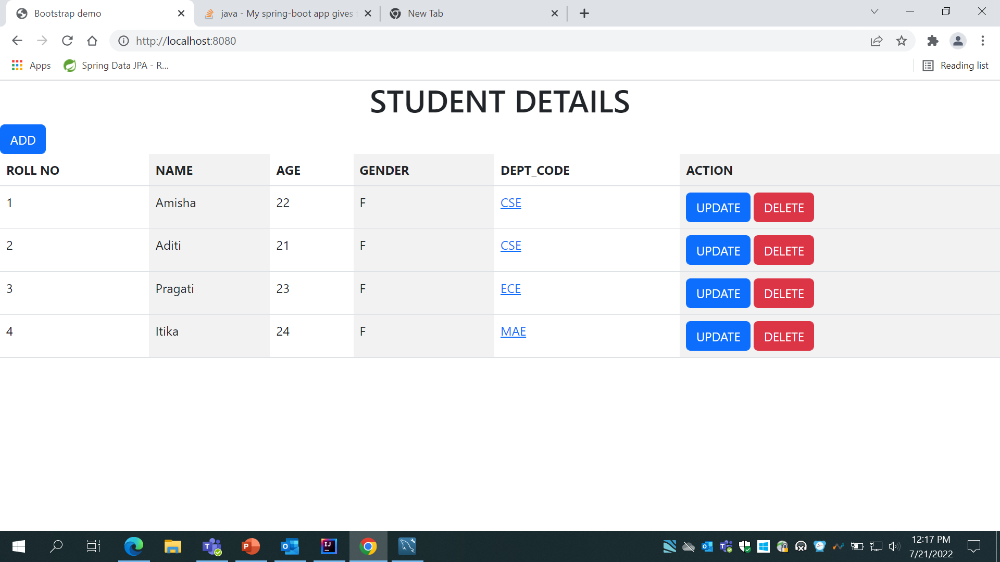 Bootstrap demo
java - My spring-boot app gives
New Tab
http://localhost:8080
Apps
Spring Data JPA - R...
Reading list
STUDENT DETAILS
ADD
ROLL NO NAME AGE GENDER DEPT_CODE ACTION
1 Amisha 22 F CSE UPDATE DELETE
2 Aditi 21 F CSE UPDATE DELETE
3 Pragati 23 F ECE UPDATE DELETE
4 Itika 24 F MAE UPDATE DELETE
12:17 PM
7/21/2022